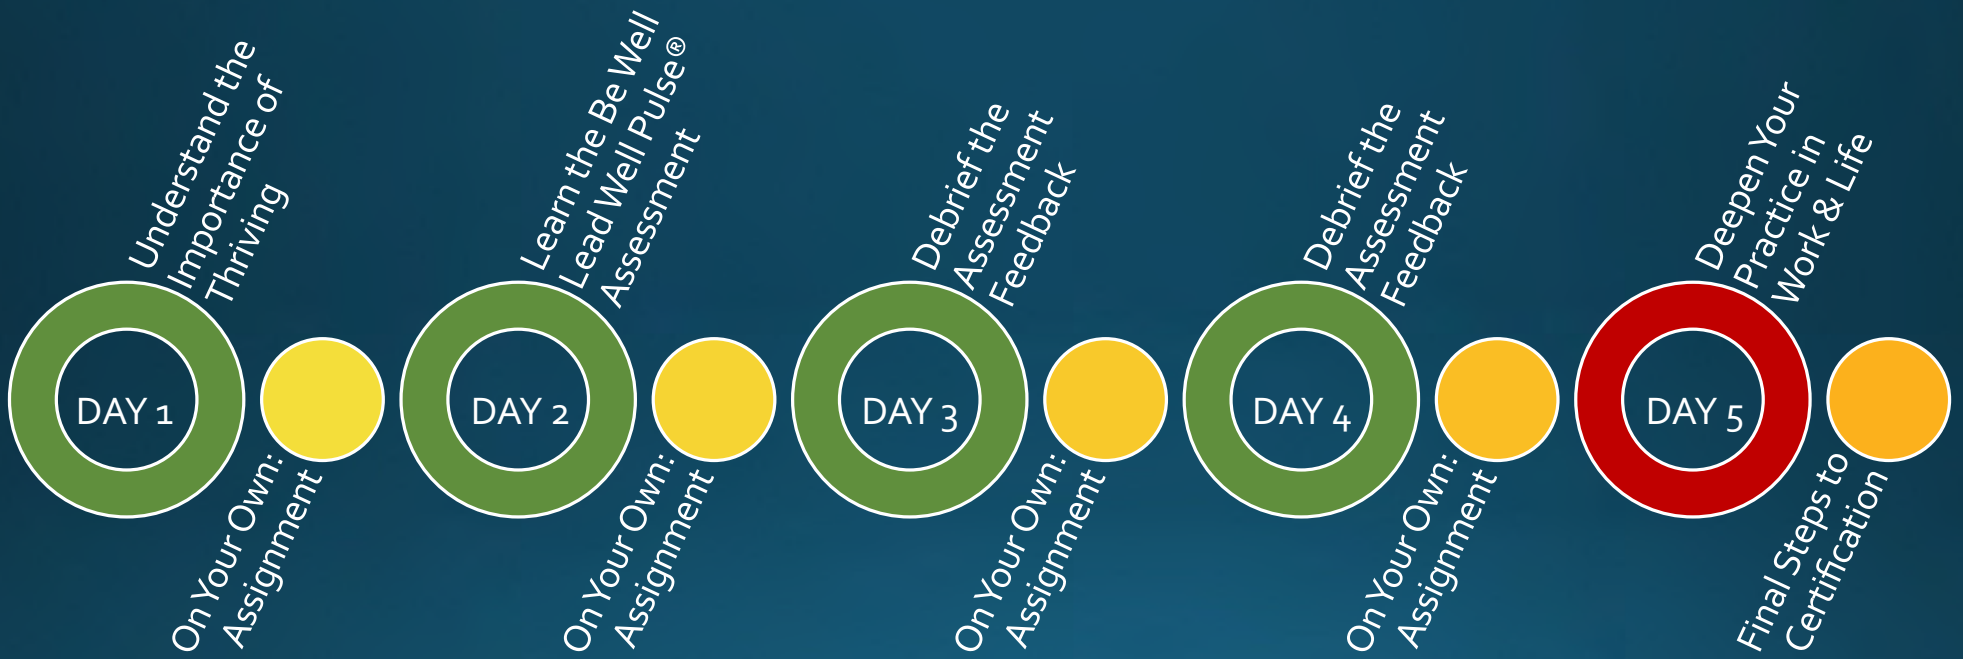 Understand the
Importance of
Thriving
DAY 1
On Your Own:
Assignment
Learn the Be Well
Lead Well Pulse®
Assessment
DAY 2
On Your Own:
Assignment
Debrief the
Assessment
Feedback
DAY 3
On Your Own:
Assignment
Debrief the
Assessment
Feedback
DAY 4
On Your Own:
Assignment
Deepen Your
Practice in
Work & Life
DAY 5
Final Steps to
Certification